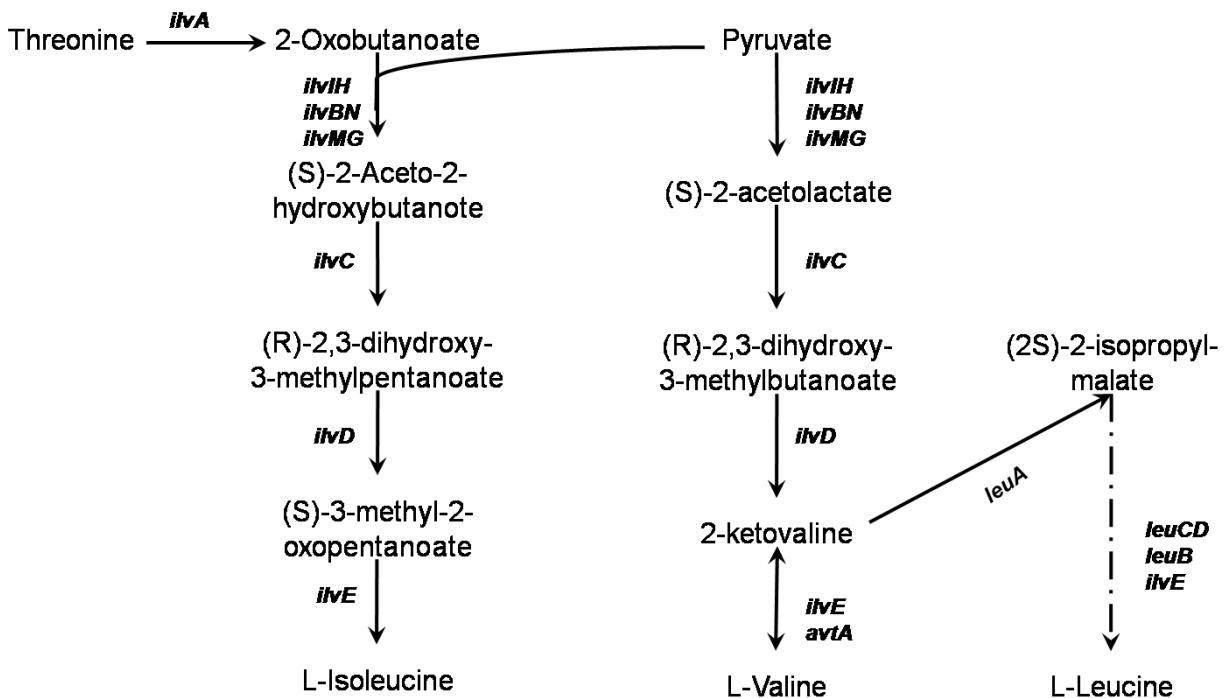 Threonine
ilvA
2-Oxobutanoate
Pyruvate
ilvIH
ilvBN
ilvMG
ilvIH
ilvBN
ilvMG
(S)-2-Aceto-2-
hydroxybutanote
(S)-2-acetolactate
ilvC
ilvC
(R)-2,3-dihydroxy-
3-methylpentanoate
(R)-2,3-dihydroxy-
3-methylbutanoate
(2S)-2-isopropyl-
malate
ilvD
ilvD
leuA
(S)-3-methyl-2-
oxopentanoate
2-ketovaline
leuCD
leuB
ilvE
ilvE
ilvE
avtA
L-Isoleucine
L-Valine
L-Leucine